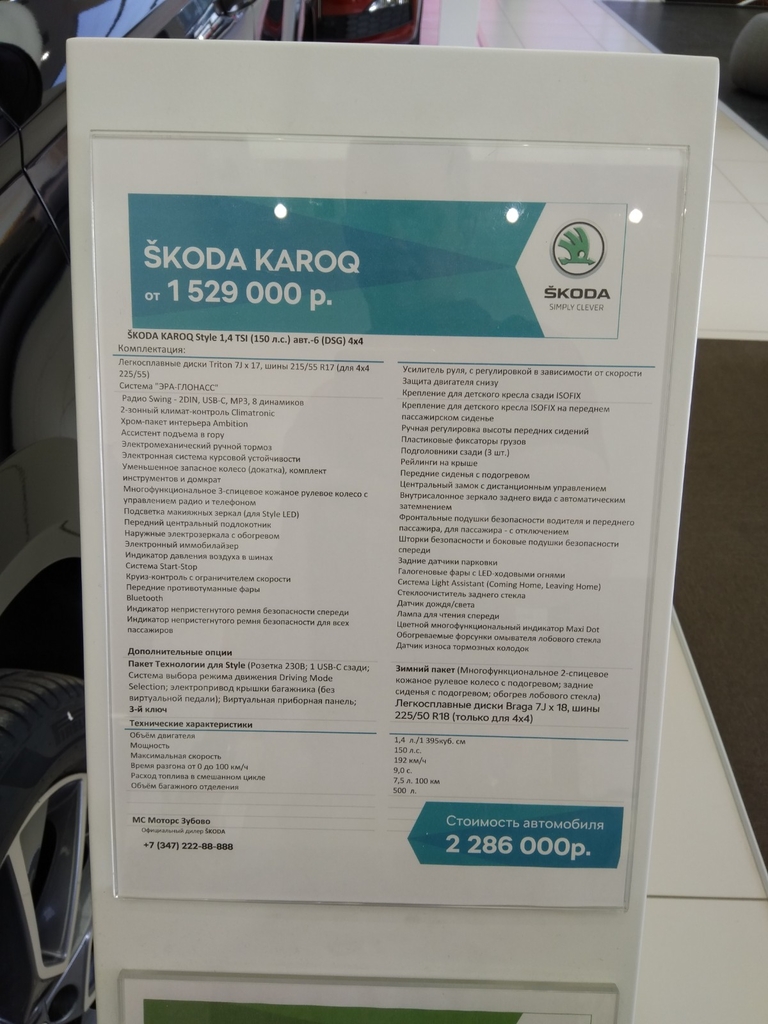 ŠKODA KAROQ
от 1 529 000 р.
ŠKODA
SIMPLY CLEVER
ŠKODA KAROQ Style 1,4 TSI (150 л.с.) авт.-6 (DSG) 4x4
Комплектация:
Легкосплавные диски Triton 7J x 17, шины 215/55 R17 (для 4x4
225/55)
Система "ЭРА-ГЛОНАСС"
Радио Swing - 2DIN, USB-C, MP3, 8 динамиков
2-зонный климат-контроль Climatronic
Хром-пакет интерьера Ambition
Ассистент подъема в гору
Электромеханический ручной тормоз
Электронная система курсовой устойчивости
Уменьшенное запасное колесо (докатка), комплект
инструментов и домкрат
Многофункциональное 3-спицевое кожаное рулевое колесо с
управлением радио и телефоном
Подсветка макияжных зеркал (для Style LED)
Передний центральный подлокотник
Наружные электрозеркала с обогревом
Электронный иммобилайзер
Индикатор давления воздуха в шинах
Система Start-Stop
Круиз-контроль с ограничителем скорости
Передние противотуманные фары
Bluetooth
Индикатор непристегнутого ремня безопасности спереди
Индикатор непристегнутого ремня безопасности для всех
пассажиров
Усилитель руля, с регулировкой в зависимости от скорости
Защита двигателя снизу
Крепление для детского кресла сзади ISOFIX
Крепление для детского кресла ISOFIX на переднем
пассажирском сиденье
Ручная регулировка высоты передних сидений
Пластиковые фиксаторы грузов
Подголовники сзади (3 шт.)
Рейлинги на крыше
Передние сиденья с подогревом
Центральный замок с дистанционным управлением
Внутрисалонное зеркало заднего вида с автоматическим
затемнением
Фронтальные подушки безопасности водителя и переднего
пассажира, для пассажира - с отключением
Шторки безопасности и боковые подушки безопасности
спереди
Задние датчики парковки
Галогеновые фары с LED-ходовыми огнями
Система Light Assistant (Coming Home, Leaving Home)
Стеклоочиститель заднего стекла
Датчик дождя/света
Лампа для чтения спереди
Цветной многофункциональный индикатор Maxi Dot
Обогреваемые форсунки омывателя лобового стекла
Датчик износа тормозных колодок
Дополнительные опции
Пакет Технологии для Style (Розетка 230В; 1 USB-C сзади;
Система выбора режима движения Driving Mode
Selection; электропривод крышки багажника (без
виртуальной педали); Виртуальная приборная панель;
3-й ключ
Зимний пакет (Многофункциональное 2-спицевое
кожаное рулевое колесо с подогревом; задние
сиденья с подогревом; обогрев лобового стекла)
Легкосплавные диски Braga 7J x 18, шины
225/50 R18 (только для 4x4)
Технические характеристики
Объём двигателя 1,4 л./1 395куб. см
Мощность 150 л.с.
Максимальная скорость 192 км/ч
Время разгона от 0 до 100 км/ч 9,0 с.
Расход топлива в смешанном цикле 7,5 л. 100 км
Объём багажного отделения 500 л.
МС Моторс Зубово
Официальный дилер ŠKODA
+7 (347) 222-88-888
Стоимость автомобиля
2 286 000р.